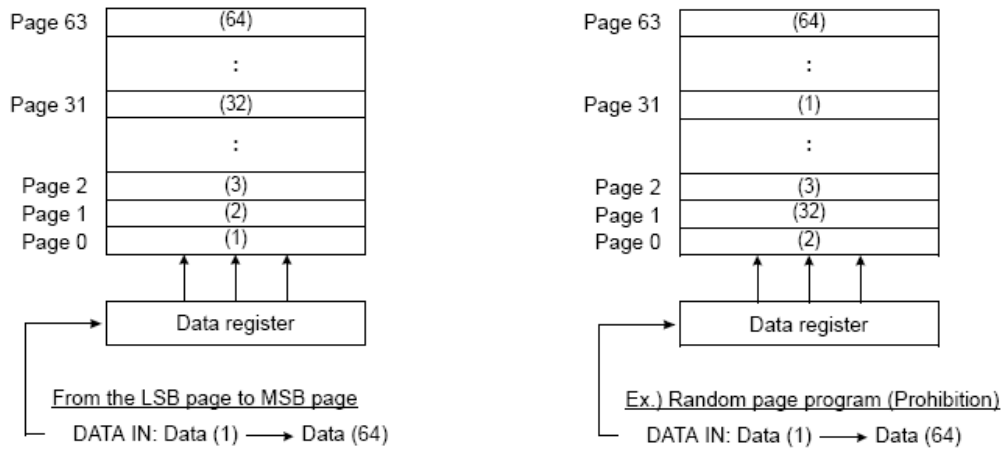 Page 63 (64)
:
Page 31 (32)
:
Page 2 (3)
Page 1 (2)
Page 0 (1)
Data register
From the LSB page to MSB page
DATA IN: Data (1) Data (64)
Page 63 (64)
:
Page 31 (1)
:
Page 2 (3)
Page 1 (32)
Page 0 (2)
Data register
Ex.) Random page program (Prohibition)
DATA IN: Data (1) Data (64)